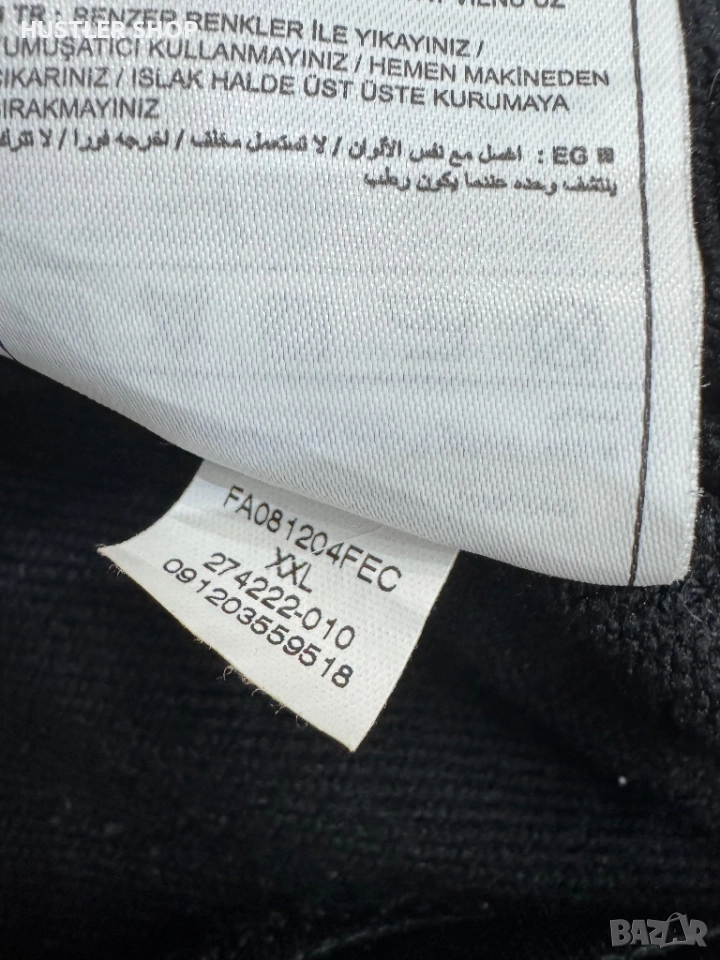 HUSTLER SHOP
TR : BENZER RENKLER İLE YIKAYINIZ /
YUMUŞATICI KULLANMAYINIZ / HEMEN MAKİNEDEN
ÇIKARINIZ / ISLAK HALDE ÜST ÜSTE KURUMAYA
BIRAKMAYINIZ
EG : اغسل مع نفس الألوان / لا تستعمل مخلف / اخرجه فورا / لا تتركه
ينتشف وحده عندما يكون رطب
FA081204FEC
XXL
274222-010
091203559518
BAZAR